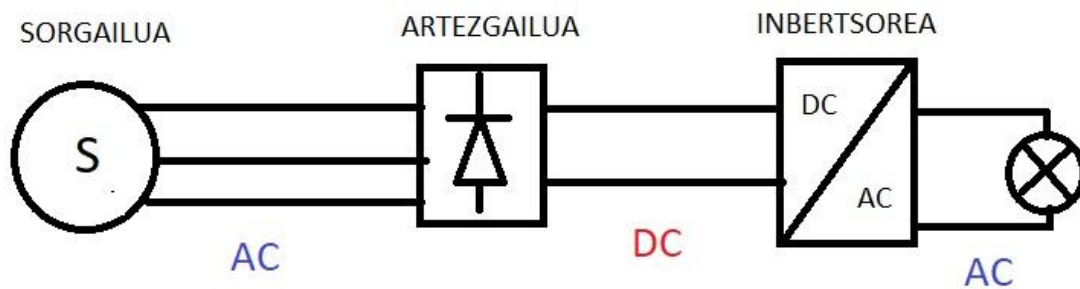 SORGAILUA
ARTEZGAILUA
INBERTSOREA
S
DC
AC
AC
DC
AC